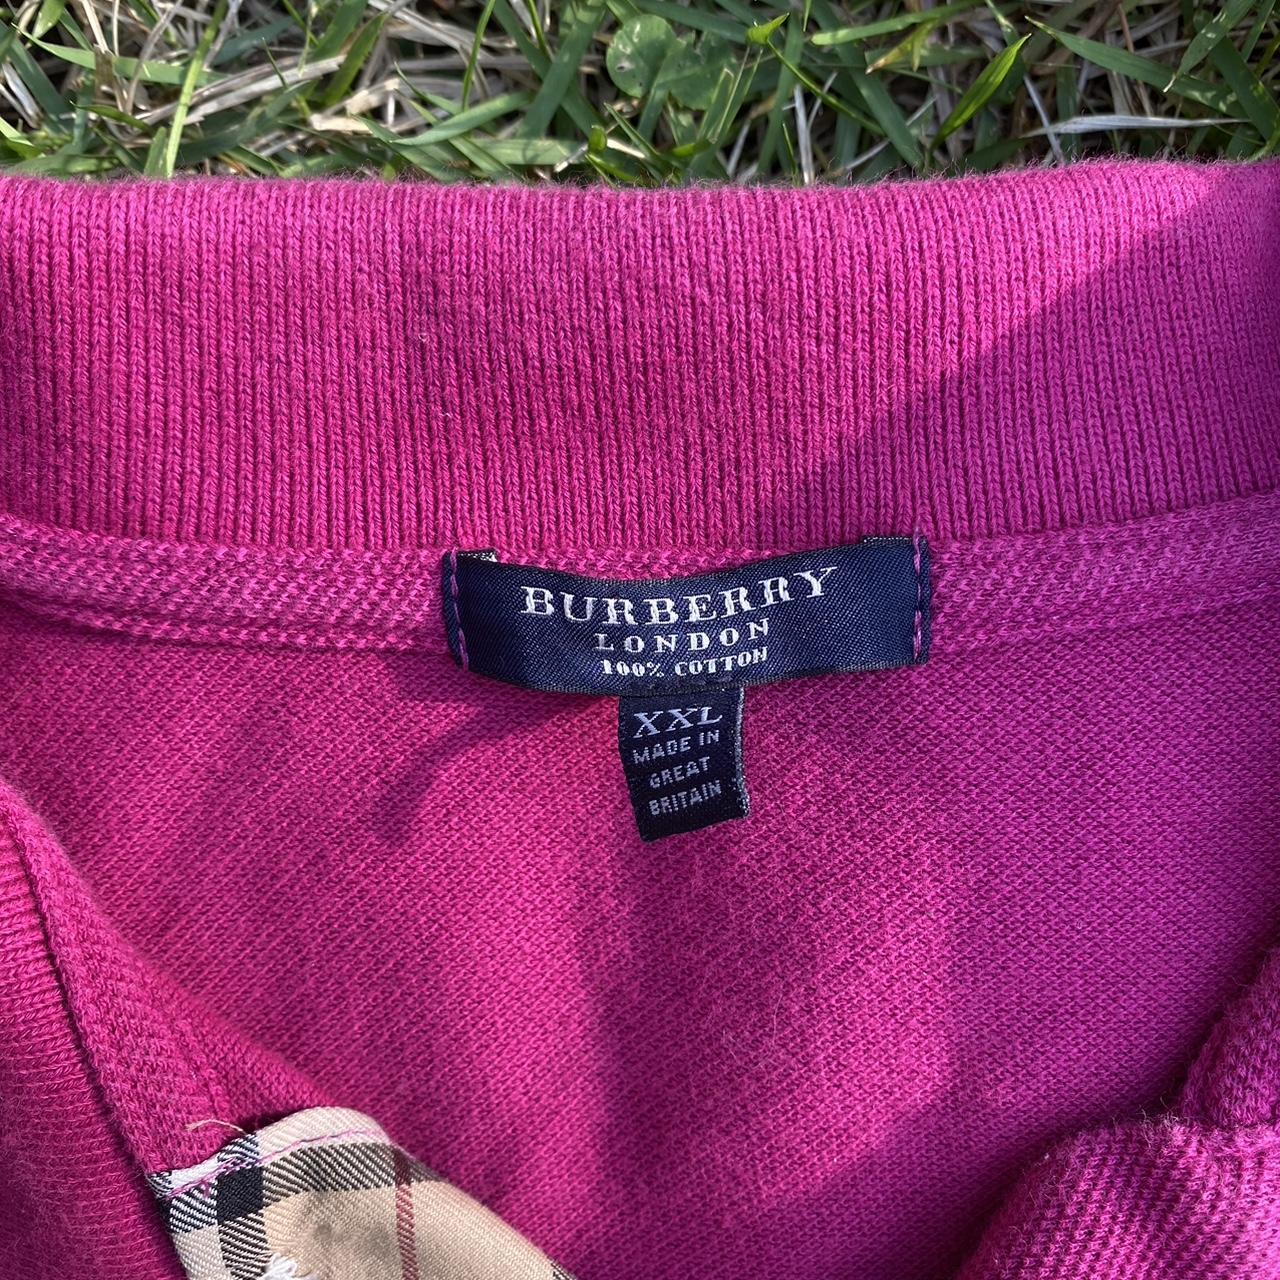 BURBERRY
LONDON
100% COTTON
XXL
MADE IN
GREAT
BRITAIN